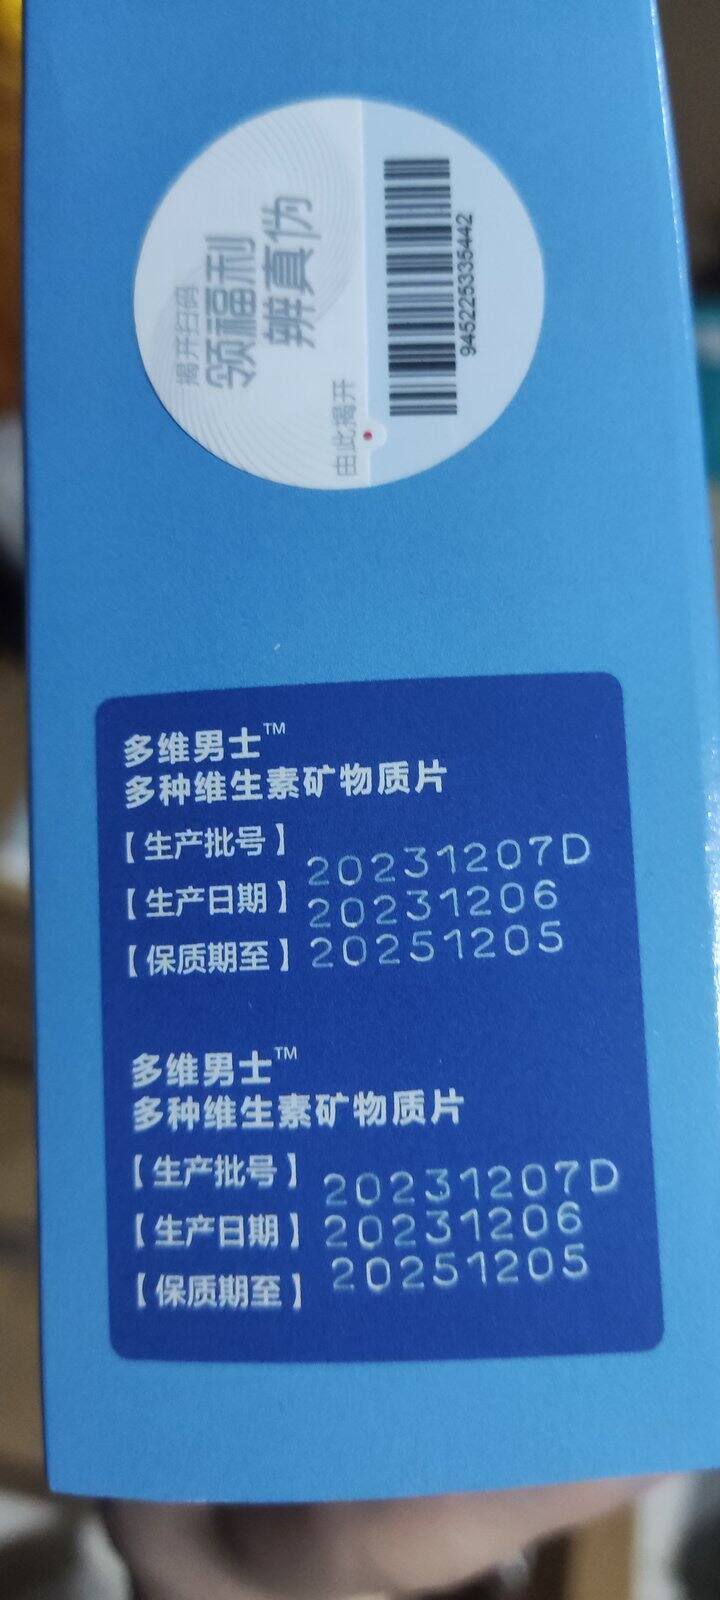 揭开扫码
领福利
辨真伪
由此揭开
945225335442
多维男士™
多种维生素矿物质片
【生产批号】 20231207D
【生产日期】 20231206
【保质期至】 20251205
多维男士™
多种维生素矿物质片
【生产批号】 20231207D
【生产日期】 20231206
【保质期至】 20251205